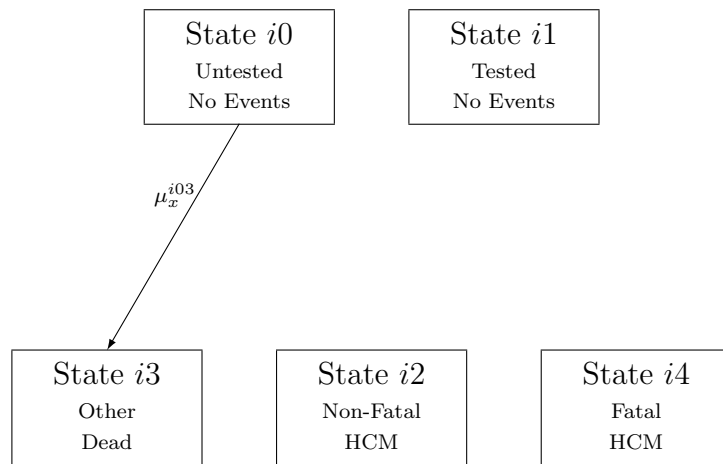 State i0
Untested
No Events
State i1
Tested
No Events
μ_x^{i03}
State i3
Other
Dead
State i2
Non-Fatal
HCM
State i4
Fatal
HCM